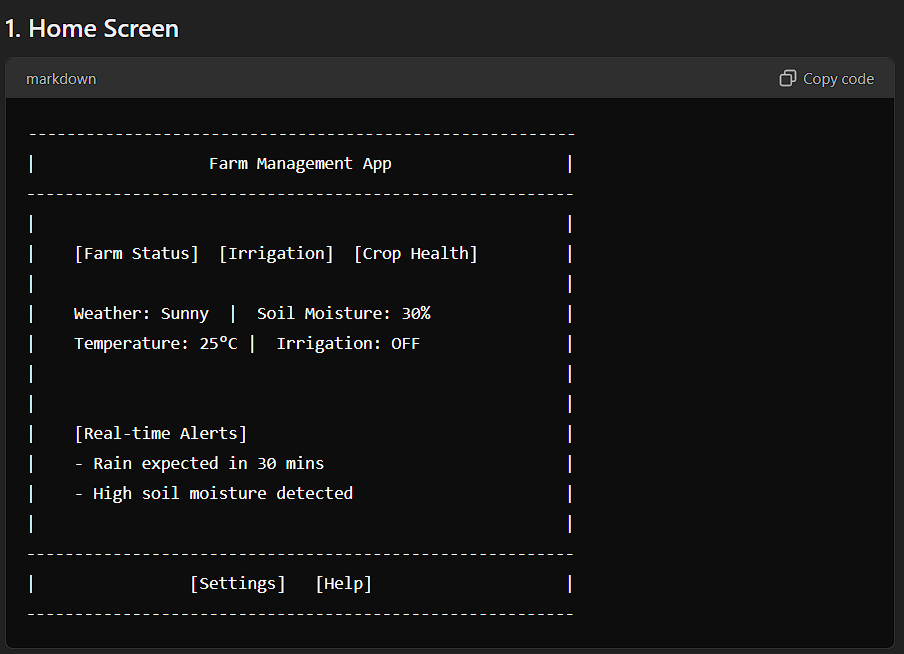 1. Home Screen
markdown
Copy code
---------------------------------------------------------
|                  Farm Management App                  |
---------------------------------------------------------
|                                                       |
|    [Farm Status]  [Irrigation]  [Crop Health]         |
|                                                       |
|    Weather: Sunny  |  Soil Moisture: 30%              |
|    Temperature: 25°C |  Irrigation: OFF               |
|                                                       |
|                                                       |
|    [Real-time Alerts]                                 |
|    - Rain expected in 30 mins                         |
|    - High soil moisture detected                      |
|                                                       |
---------------------------------------------------------
|                [Settings]   [Help]                    |
---------------------------------------------------------